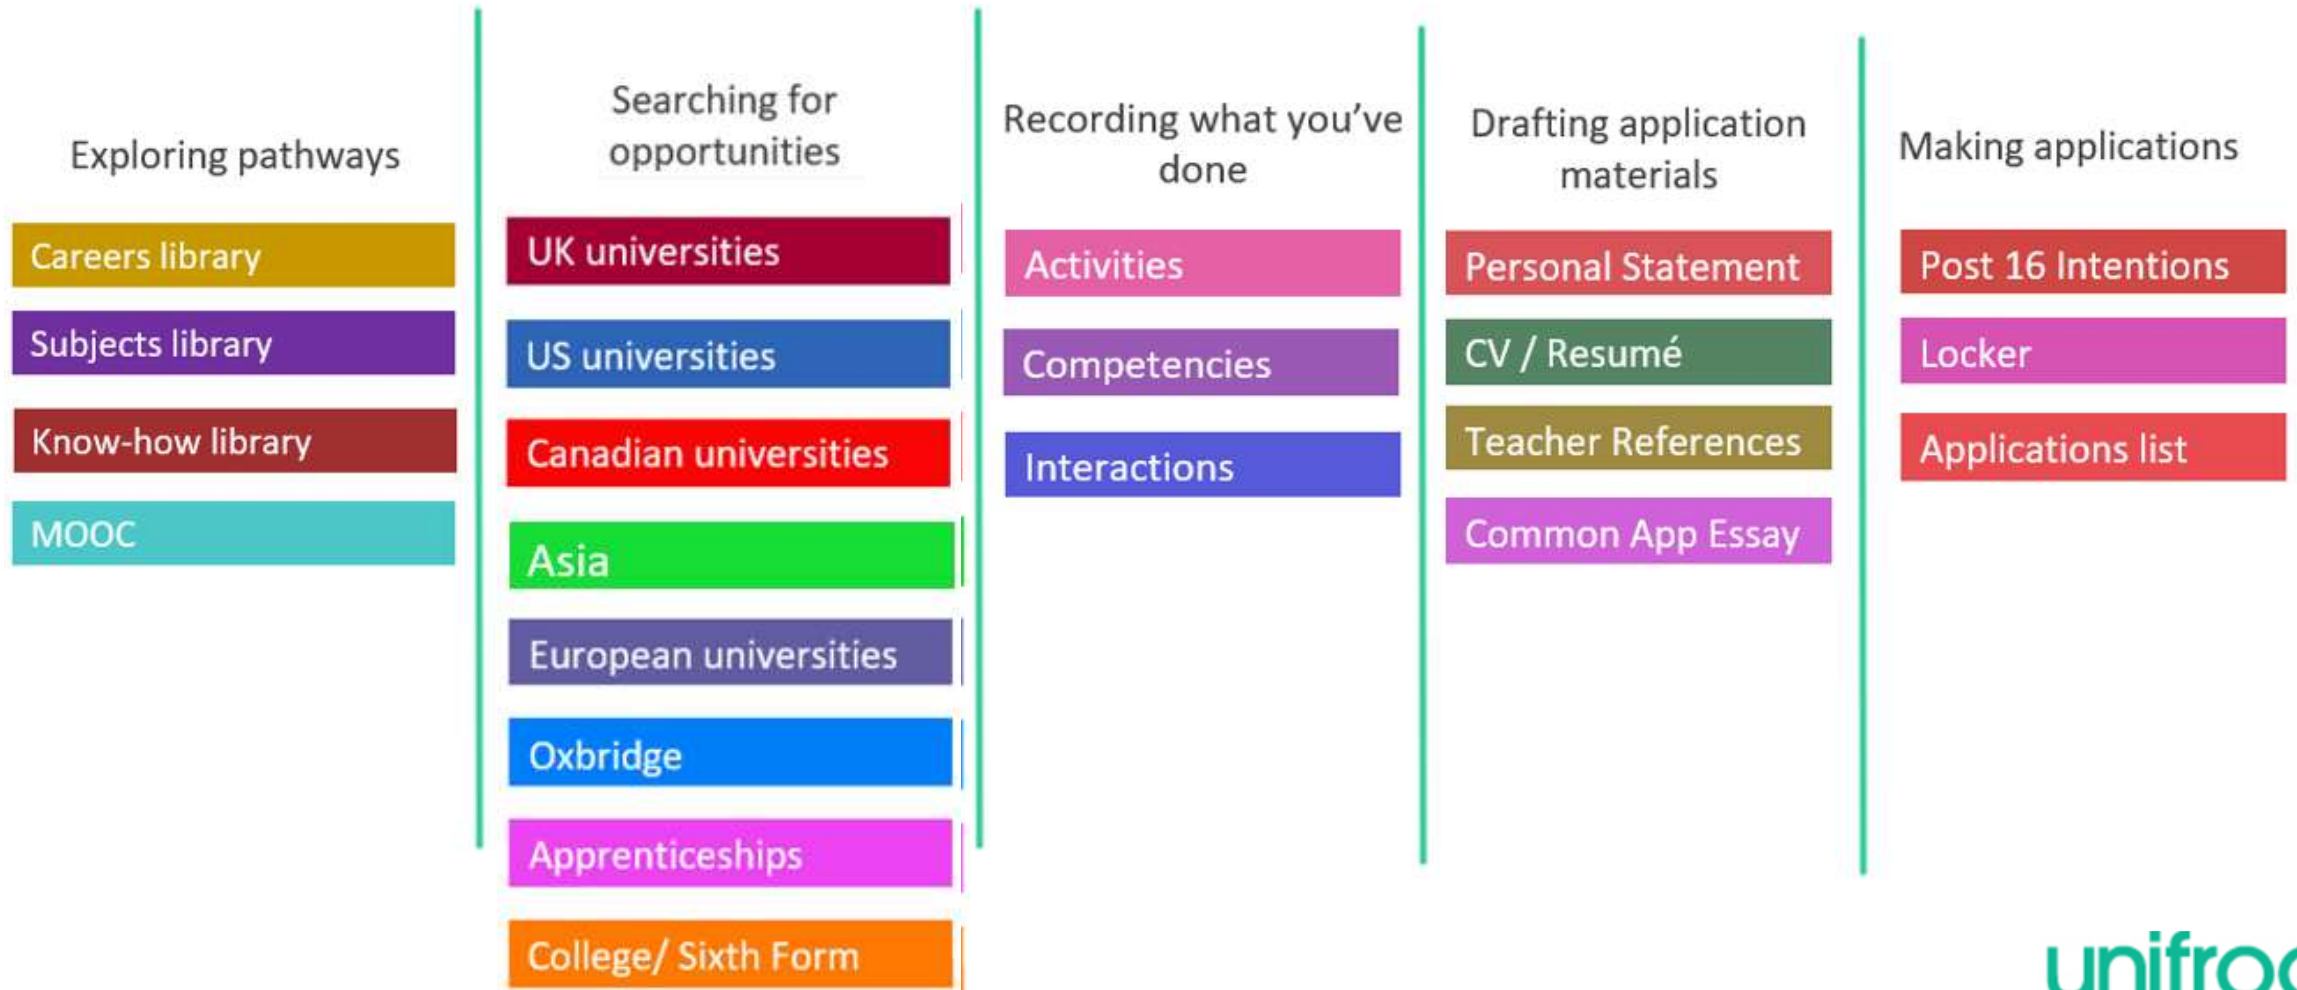 Exploring pathways
Careers library
Subjects library
Know-how library
MOOC
Searching for
opportunities
UK universities
US universities
Canadian universities
Asia
European universities
Oxbridge
Apprenticeships
College/ Sixth Form
Recording what you've
done
Activities
Competencies
Interactions
Drafting application
materials
Personal Statement
CV / Resumé
Teacher References
Common App Essay
Making applications
Post 16 Intentions
Locker
Applications list
unifrog